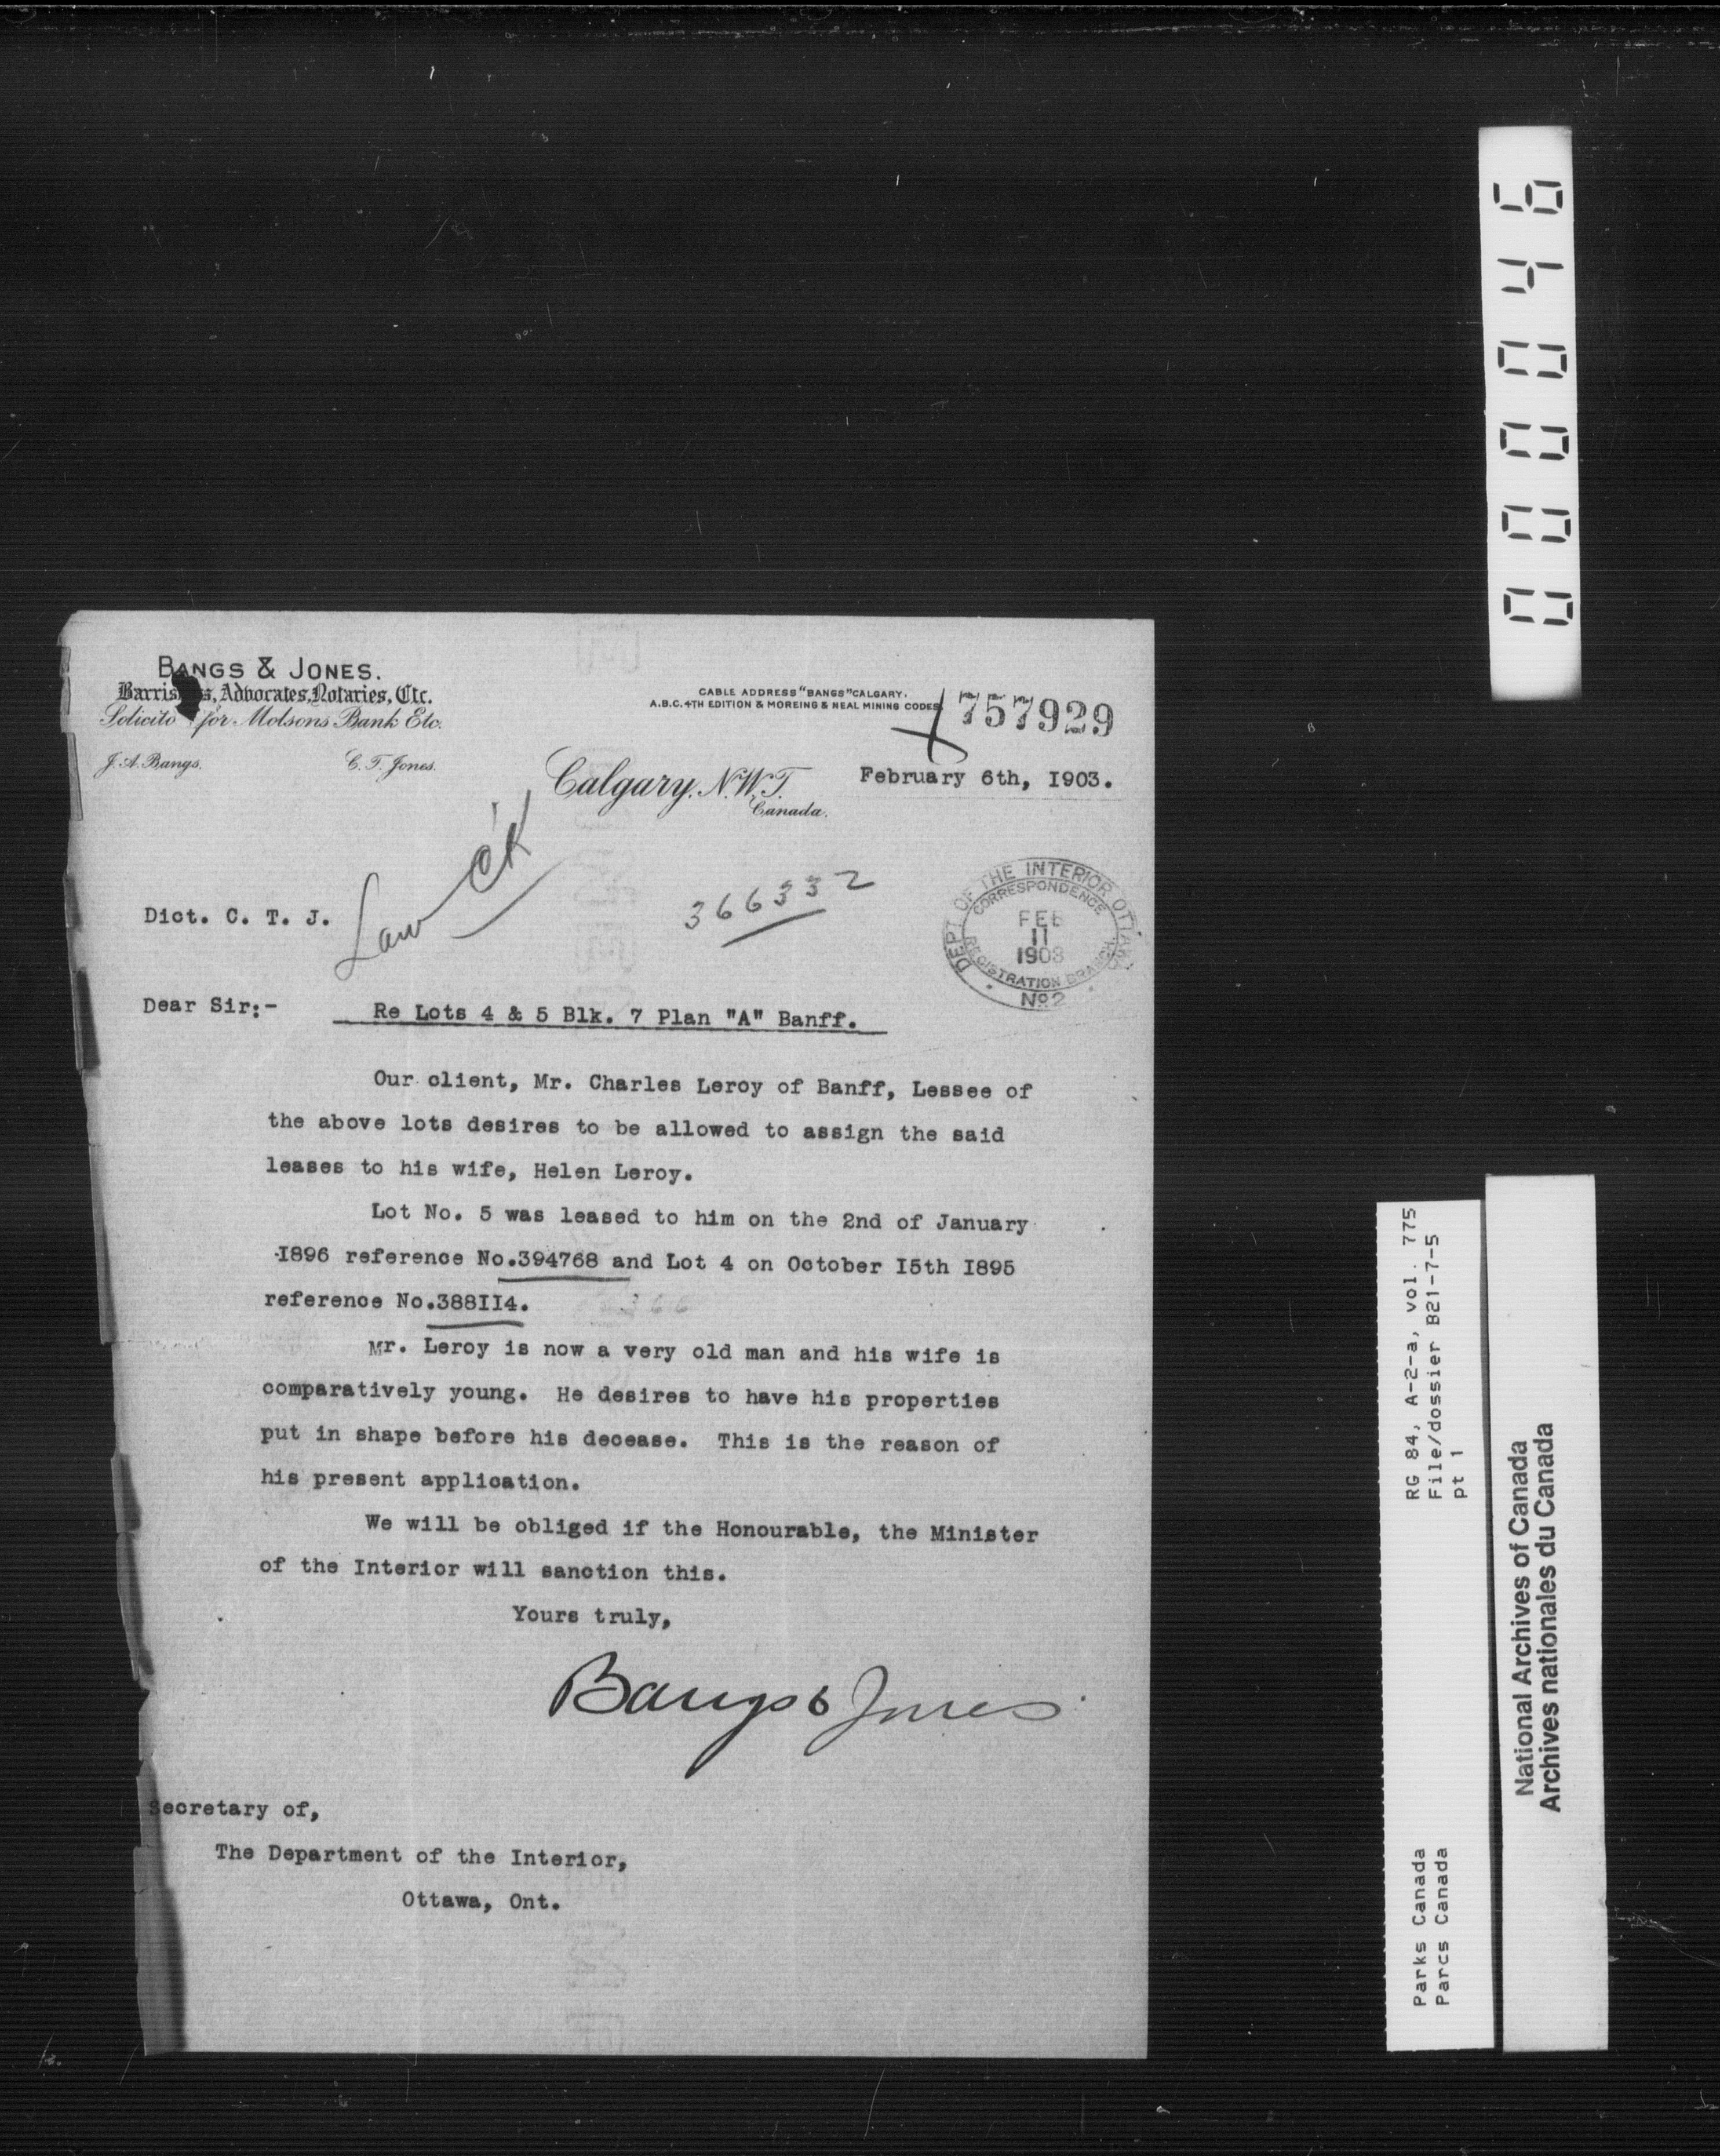 BANGS & JONES.
Barris s, Advocates, Notaries, Etc.
Solicito for Molsons Bank Etc.
J. A. Bangs. C. T. Jones.
CABLE ADDRESS "BANGS" CALGARY.
A.B.C. 4TH EDITION & MOREING & NEAL MINING CODES.
757929
Calgary, N.W.T.
Canada.
February 6th, I903.
Law
366332
Dict. C. T. J.
DEPT OF THE INTERIOR OTTAWA
CORRESPONDENCE
FEB
11
1903
REGISTRATION BRANCH
No 2
Dear Sir:-
Re Lots 4 & 5 Blk. 7 Plan "A" Banff.
Our client, Mr. Charles Leroy of Banff, Lessee of
the above lots desires to be allowed to assign the said
leases to his wife, Helen Leroy.
Lot No. 5 was leased to him on the 2nd of January
I896 reference No.394768 and Lot 4 on October I5th I895
reference No.388II4.
Mr. Leroy is now a very old man and his wife is
comparatively young. He desires to have his properties
put in shape before his decease. This is the reason of
his present application.
We will be obliged if the Honourable, the Minister
of the Interior will sanction this.
Yours truly,
Bangs & Jones
Secretary of,
The Department of the Interior,
Ottawa, Ont.
000046
RG 84, A-2-a, vol. 775
File/dossier B21-7-5
pt 1
Parks Canada
Parcs Canada
National Archives of Canada
Archives nationales du Canada